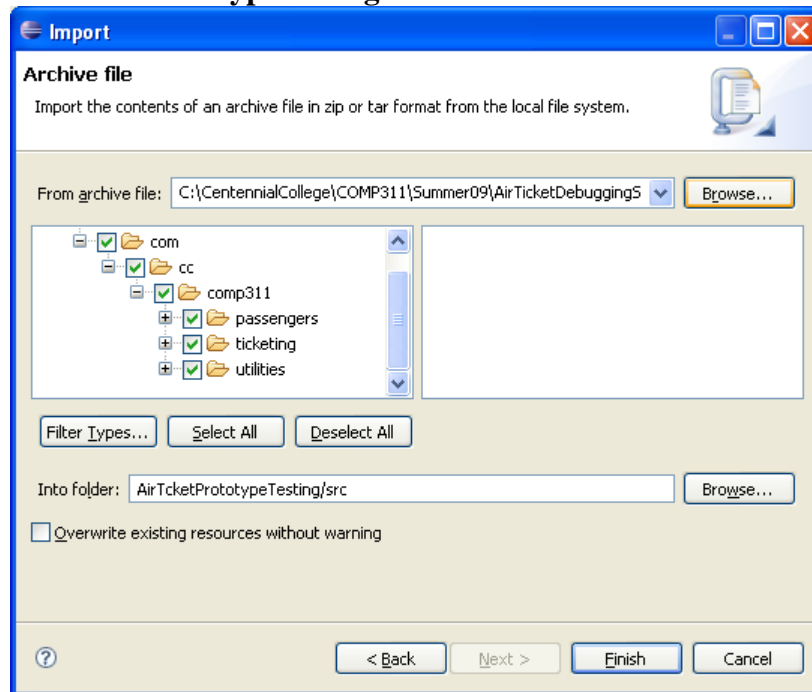 Import
Archive file
Import the contents of an archive file in zip or tar format from the local file system.
From archive file: C:\CentennialCollege\COMP311\Summer09\AirTicketDebuggingS Browse...
com
cc
comp311
passengers
ticketing
utilities
Filter Types... Select All Deselect All
Into folder: AirTcketPrototypeTesting/src Browse...
Overwrite existing resources without warning
? < Back Next > Finish Cancel